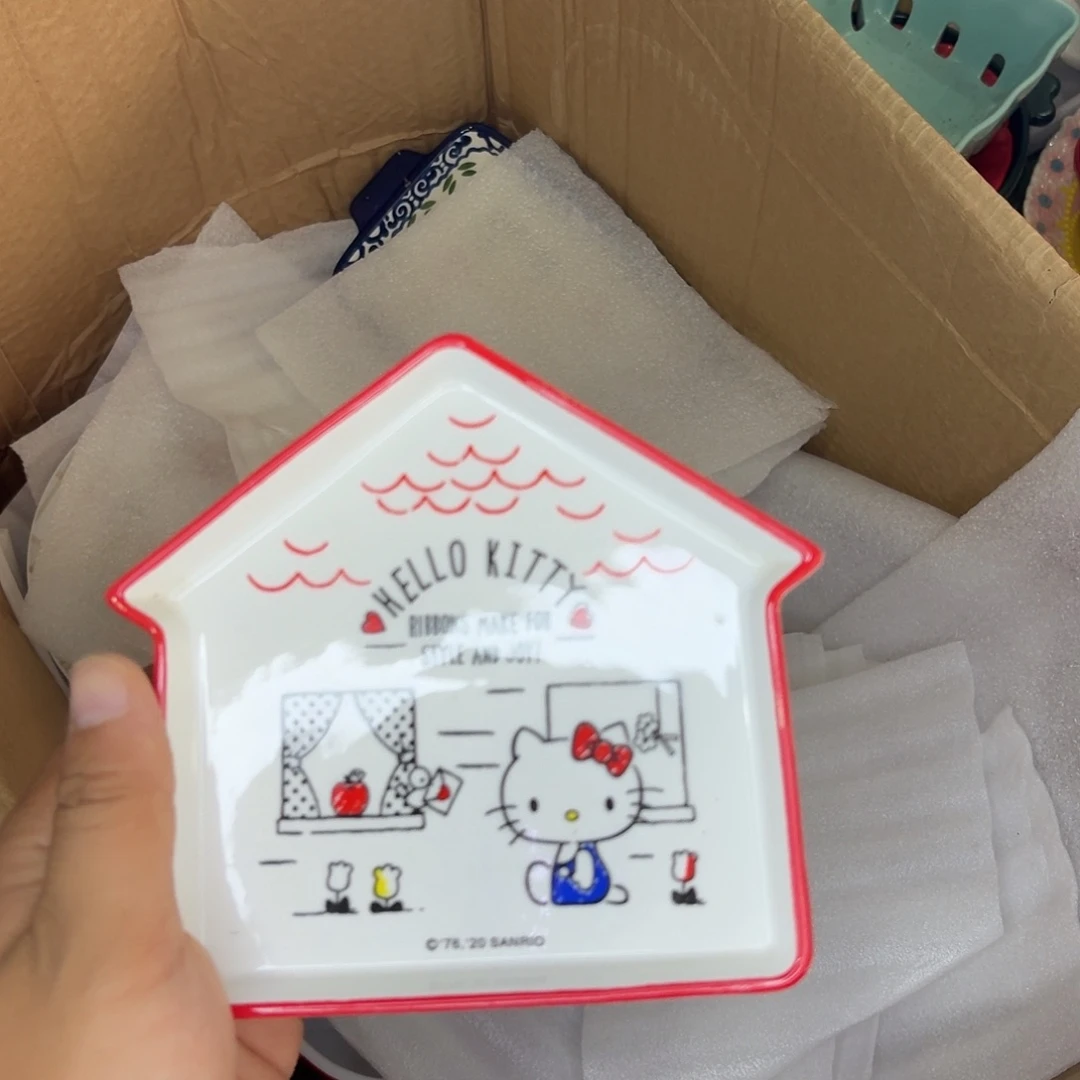 HELLO KITTY
RIBBONS MAKE FOR
STYLE AND JOY!
©'76,'20 SANRIO